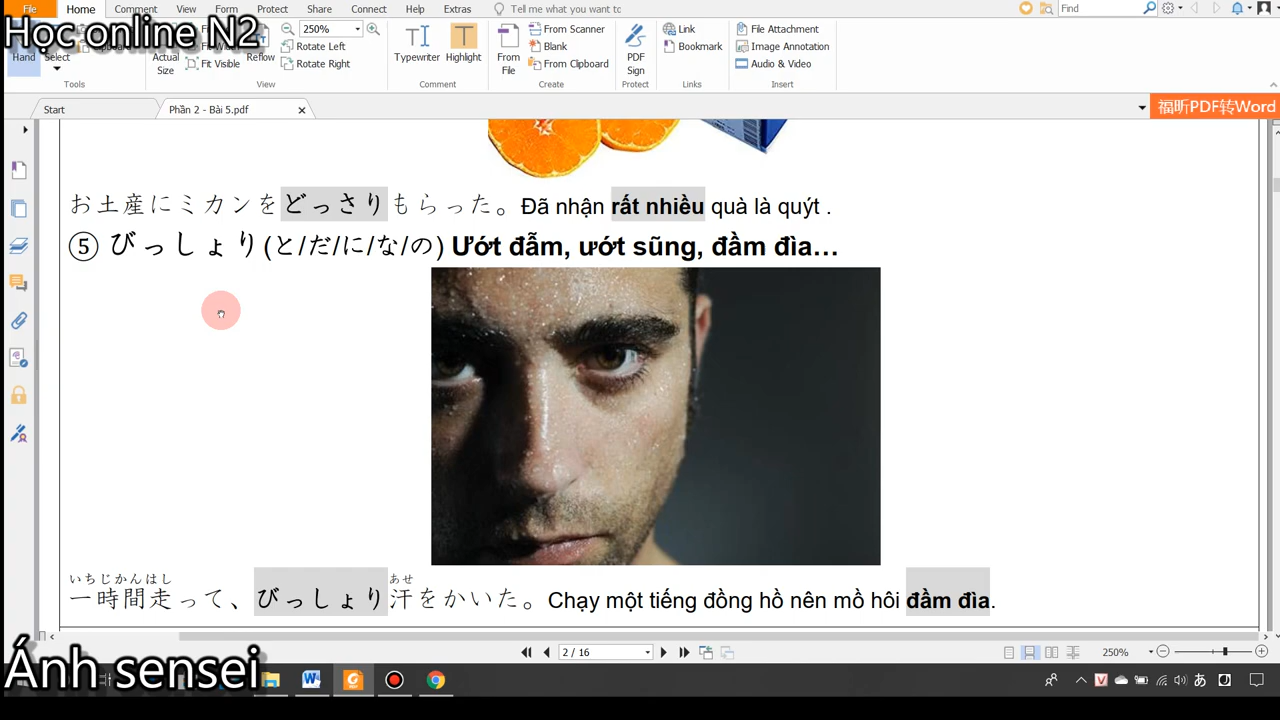 File Home Comment View Form Protect Share Connect Help Extras Tell me what you want to Find
Học online N2
Hand Select Actual Size Fit Visible Reflow 250% Rotate Left Rotate Right Typewriter Highlight From File From Scanner Blank From Clipboard PDF Sign Link Bookmark File Attachment Image Annotation Audio & Video
Tools View Comment Create Protect Links Insert
Start Phần 2 - Bài 5.pdf 福昕PDF转Word
お土産にミカンをどっさりもらった。Đã nhận rất nhiều quà là quýt .
⑤ びっしょり(と/だ/に/な/の) Ướt đẫm, ướt sũng, đầm đìa…
いちじかんはし あせ
一時間走って、びっしょり汗をかいた。Chạy một tiếng đồng hồ nên mồ hôi đầm đìa.
2 / 16 250%
Ánh sensei